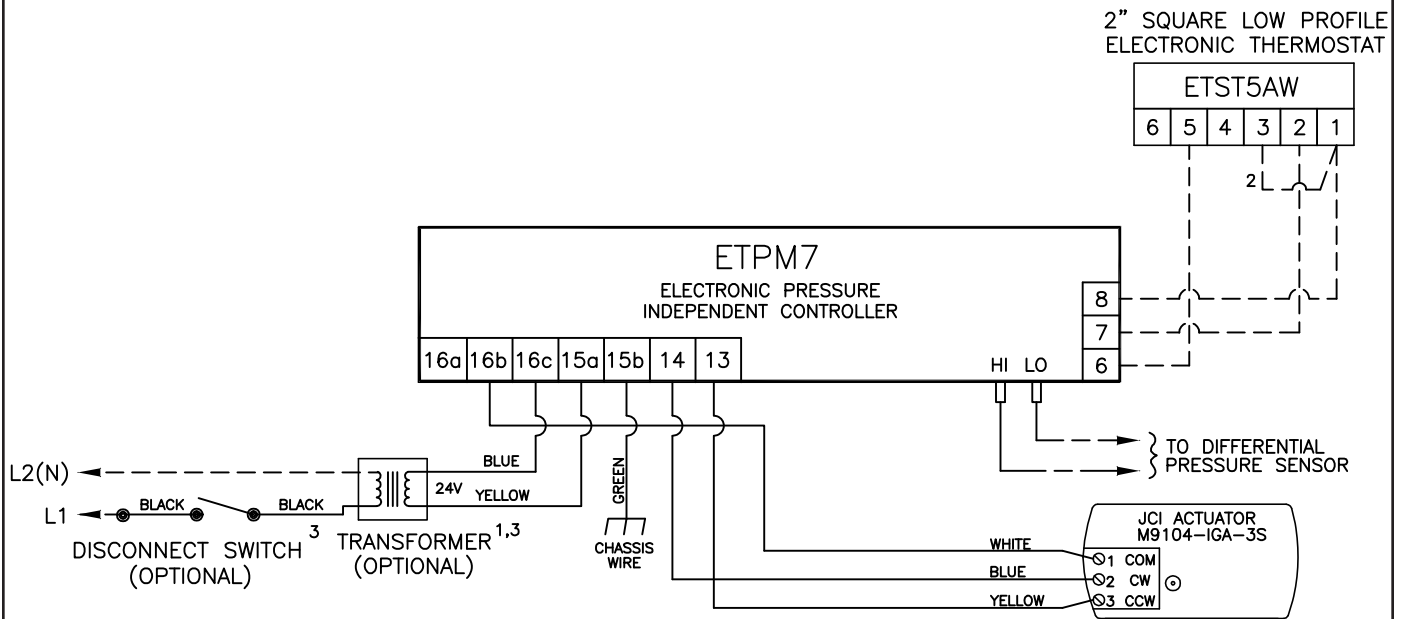 2” SQUARE LOW PROFILE
ELECTRONIC THERMOSTAT
ETST5AW
6 5 4 3 2 1
2
ETPM7
ELECTRONIC PRESSURE
INDEPENDENT CONTROLLER
8
7
6
16a 16b 16c 15a 15b 14 13
HI LO
TO DIFFERENTIAL
PRESSURE SENSOR
L2(N)
BLUE
24V
YELLOW
GREEN
L1
BLACK
BLACK
DISCONNECT SWITCH 3
(OPTIONAL)
TRANSFORMER 1,3
(OPTIONAL)
CHASSIS
WIRE
JCI ACTUATOR
M9104-IGA-3S
WHITE
1 COM
BLUE
2 CW
YELLOW
3 CCW